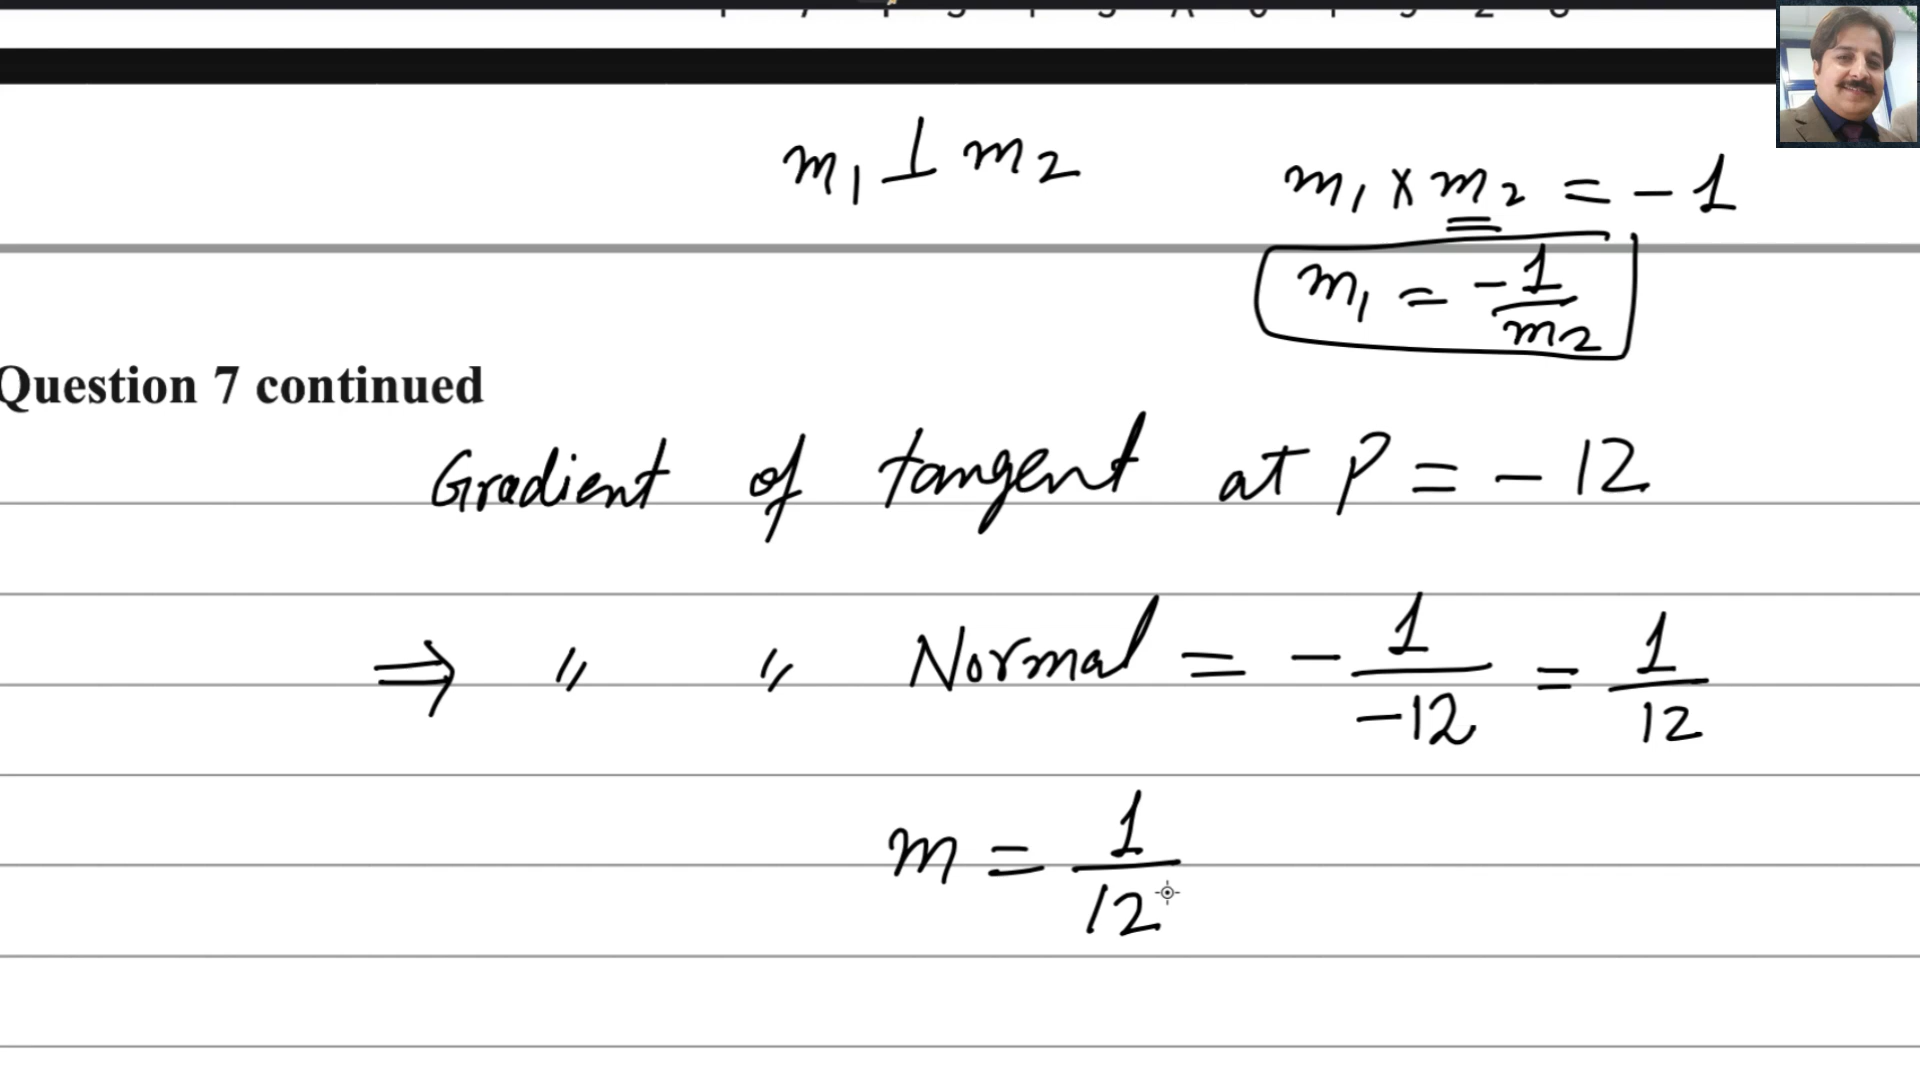 m₁ ⊥ m₂
m₁ × m₂ = -1
m₁ = -1/m₂
Question 7 continued
Gradient of tangent at P = -12
⇒ " " Normal = -1/-12 = 1/12
m = 1/12